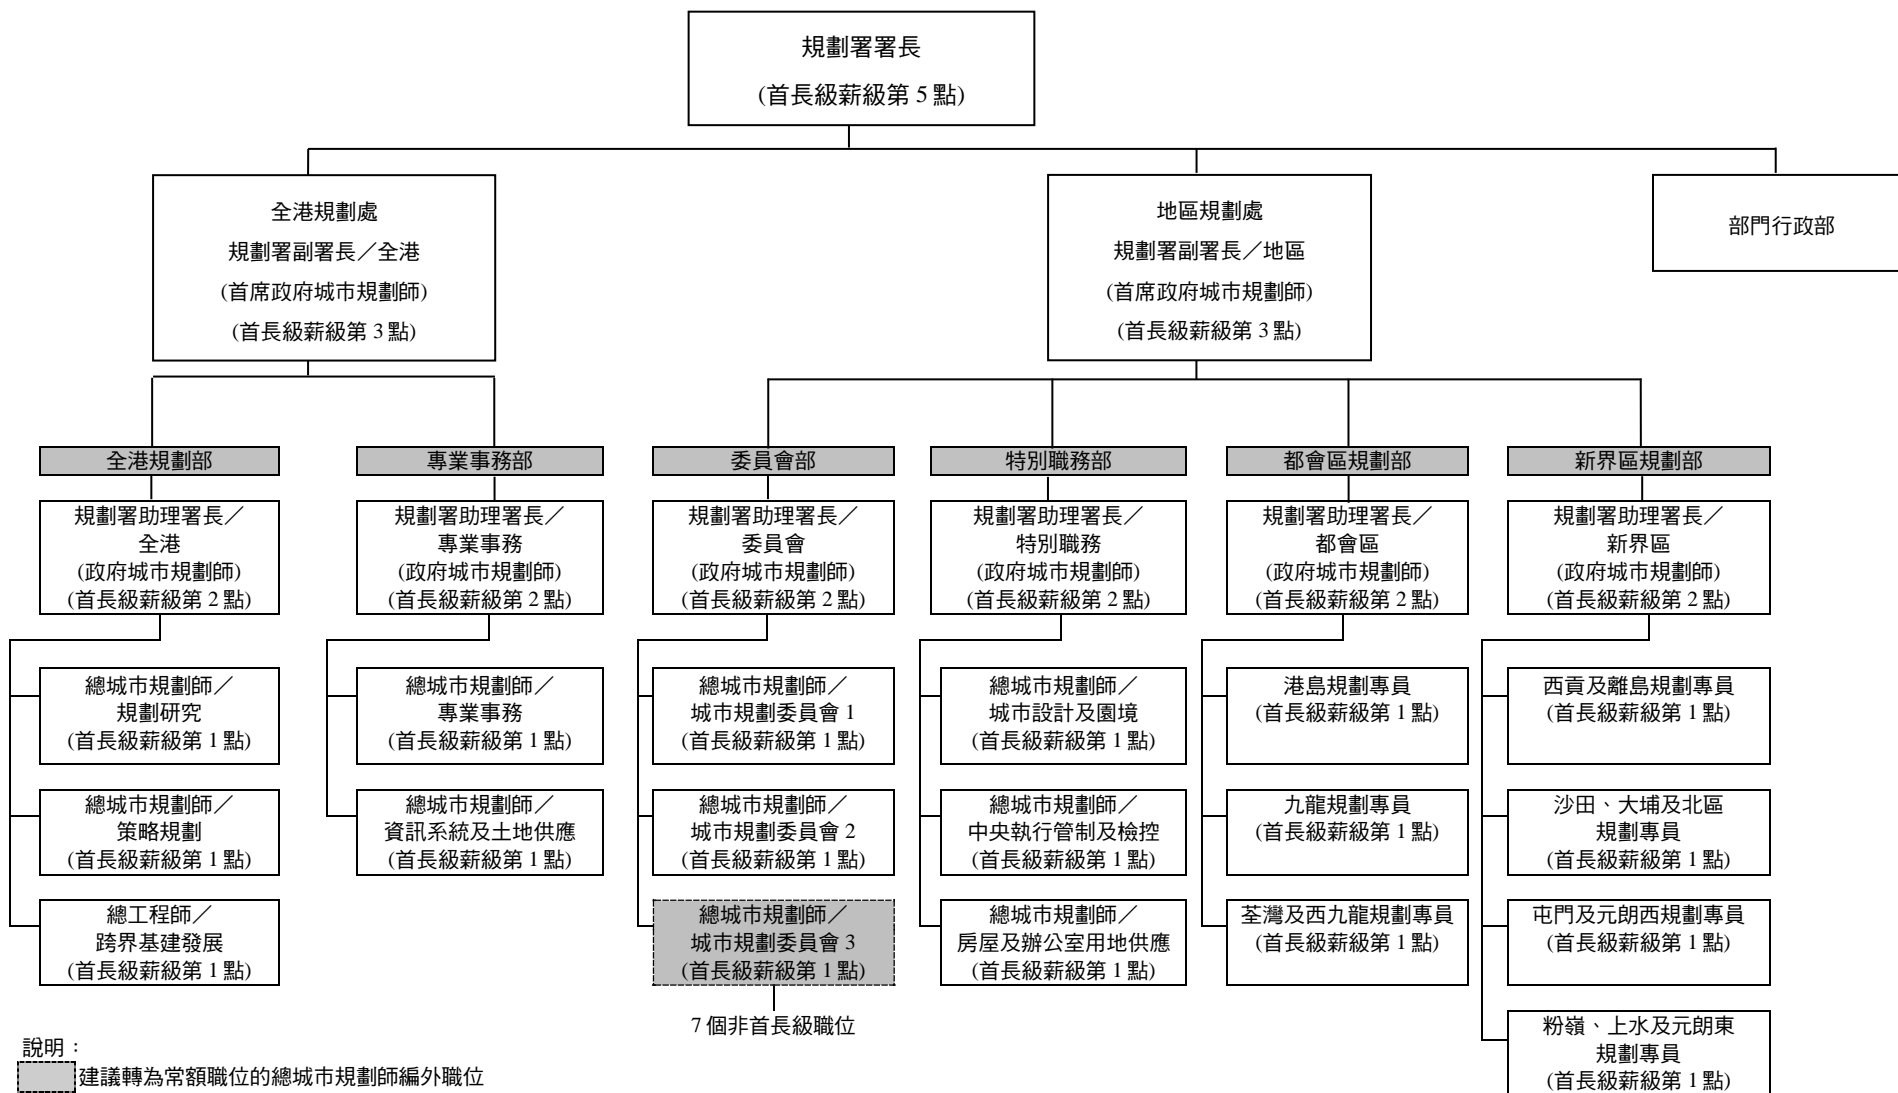 規劃署署長
(首長級薪級第 5 點)
全港規劃處
規劃署副署長／全港
(首席政府城市規劃師)
(首長級薪級第 3 點)
地區規劃處
規劃署副署長／地區
(首席政府城市規劃師)
(首長級薪級第 3 點)
部門行政部
全港規劃部
規劃署助理署長／
全港
(政府城市規劃師)
(首長級薪級第 2 點)
總城市規劃師／
規劃研究
(首長級薪級第 1 點)
總城市規劃師／
策略規劃
(首長級薪級第 1 點)
總工程師／
跨界基建發展
(首長級薪級第 1 點)
專業事務部
規劃署助理署長／
專業事務
(政府城市規劃師)
(首長級薪級第 2 點)
總城市規劃師／
專業事務
(首長級薪級第 1 點)
總城市規劃師／
資訊系統及土地供應
(首長級薪級第 1 點)
委員會部
規劃署助理署長／
委員會
(政府城市規劃師)
(首長級薪級第 2 點)
總城市規劃師／
城市規劃委員會 1
(首長級薪級第 1 點)
總城市規劃師／
城市規劃委員會 2
(首長級薪級第 1 點)
總城市規劃師／
城市規劃委員會 3
(首長級薪級第 1 點)
7 個非首長級職位
特別職務部
規劃署助理署長／
特別職務
(政府城市規劃師)
(首長級薪級第 2 點)
總城市規劃師／
城市設計及園境
(首長級薪級第 1 點)
總城市規劃師／
中央執行管制及檢控
(首長級薪級第 1 點)
總城市規劃師／
房屋及辦公室用地供應
(首長級薪級第 1 點)
都會區規劃部
規劃署助理署長／
都會區
(政府城市規劃師)
(首長級薪級第 2 點)
港島規劃專員
(首長級薪級第 1 點)
九龍規劃專員
(首長級薪級第 1 點)
荃灣及西九龍規劃專員
(首長級薪級第 1 點)
新界區規劃部
規劃署助理署長／
新界區
(政府城市規劃師)
(首長級薪級第 2 點)
西貢及離島規劃專員
(首長級薪級第 1 點)
沙田、大埔及北區
規劃專員
(首長級薪級第 1 點)
屯門及元朗西規劃專員
(首長級薪級第 1 點)
粉嶺、上水及元朗東
規劃專員
(首長級薪級第 1 點)
說明：
建議轉為常額職位的總城市規劃師編外職位